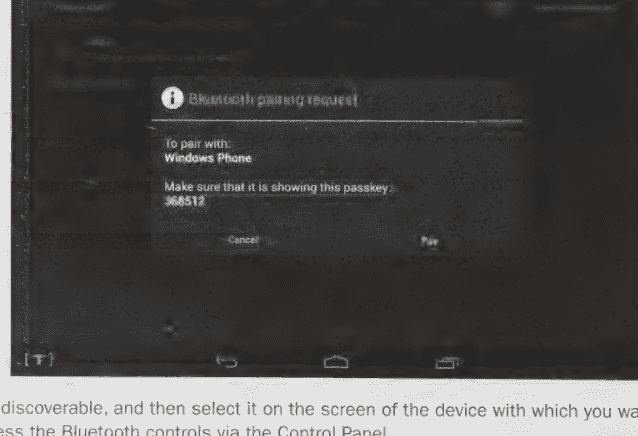 Bluetooth pairing request
To pair with:
Windows Phone
Make sure that it is showing this passkey:
368512
Cancel Pair
discoverable, and then select it on the screen of the device with which you
the Bluetooth controls via the Control Panel